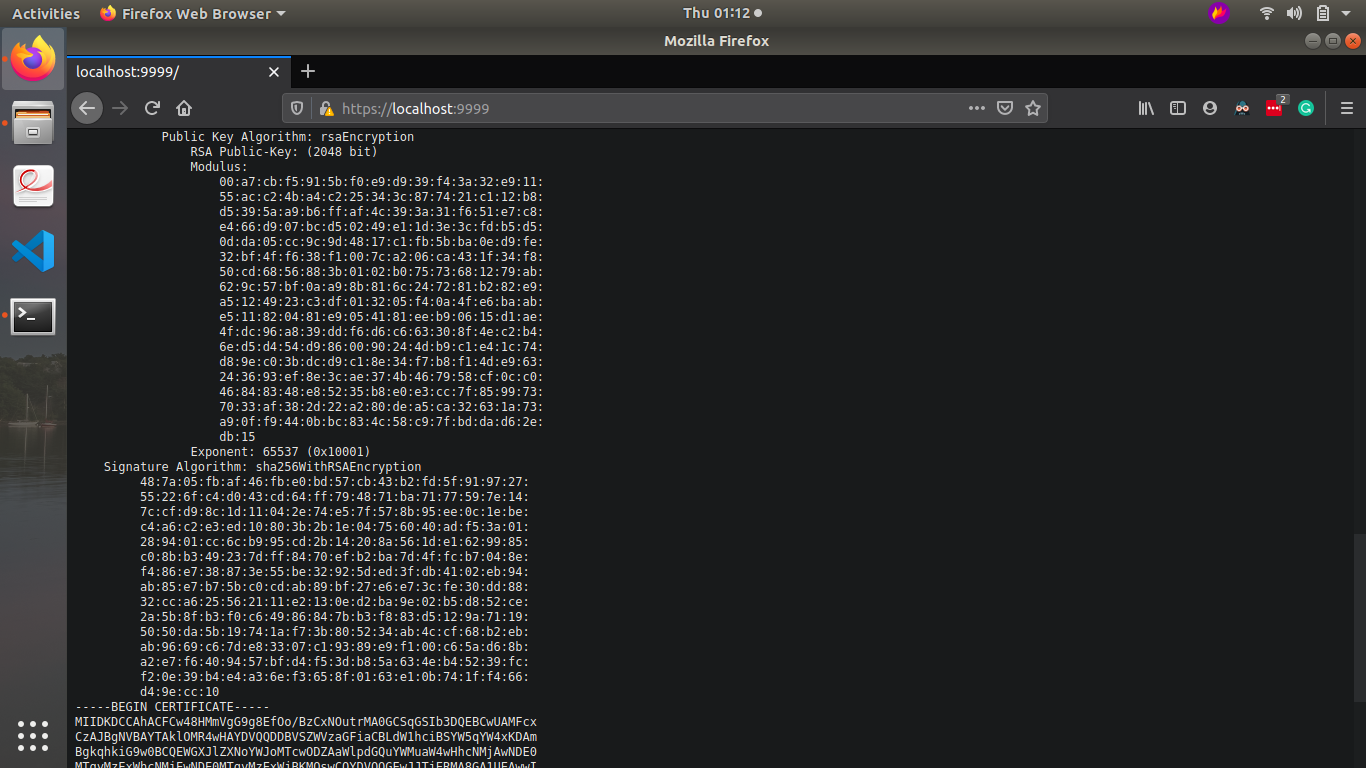 Activities
Firefox Web Browser
Thu 01:12
Mozilla Firefox
localhost:9999/
https://localhost:9999
2
Public Key Algorithm: rsaEncryption
RSA Public-Key: (2048 bit)
Modulus:
00:a7:cb:f5:91:5b:f0:e9:d9:39:f4:3a:32:e9:11:
55:ac:c2:4b:a4:c2:25:34:3c:87:74:21:c1:12:b8:
d5:39:5a:a9:b6:ff:af:4c:39:3a:31:f6:51:e7:c8:
e4:66:d9:07:bc:d5:02:49:e1:1d:3e:3c:fd:b5:d5:
0d:da:05:cc:9c:9d:48:17:c1:fb:5b:ba:0e:d9:fe:
32:bf:4f:f6:38:f1:00:7c:a2:06:ca:43:1f:34:f8:
50:cd:68:56:88:3b:01:02:b0:75:73:68:12:79:ab:
62:9c:57:bf:0a:a9:8b:81:6c:24:72:81:b2:82:e9:
a5:12:49:23:c3:df:01:32:05:f4:0a:4f:e6:ba:ab:
e5:11:82:04:81:e9:05:41:81:ee:b9:06:15:d1:ae:
4f:dc:96:a8:39:dd:f6:d6:c6:63:30:8f:4e:c2:b4:
6e:d5:d4:54:d9:86:00:90:24:4d:b9:c1:e4:1c:74:
d8:9e:c0:3b:dc:d9:c1:8e:34:f7:b8:f1:4d:e9:63:
24:36:93:ef:8e:3c:ae:37:4b:46:79:58:cf:0c:c0:
46:84:83:48:e8:52:35:b8:e0:e3:cc:7f:85:99:73:
70:33:af:38:2d:22:a2:80:de:a5:ca:32:63:1a:73:
a9:0f:f9:44:0b:bc:83:4c:58:c9:7f:bd:da:d6:2e:
db:15
Exponent: 65537 (0x10001)
Signature Algorithm: sha256WithRSAEncryption
48:7a:05:fb:af:46:fb:e0:bd:57:cb:43:b2:fd:5f:91:97:27:
55:22:6f:c4:d0:43:cd:64:ff:79:48:71:ba:71:77:59:7e:14:
7c:cf:d9:8c:1d:11:04:2e:74:e5:7f:57:8b:95:ee:0c:1e:be:
c4:a6:c2:e3:ed:10:80:3b:2b:1e:04:75:60:40:ad:f5:3a:01:
28:94:01:cc:6c:b9:95:cd:2b:14:20:8a:56:1d:e1:62:99:85:
c0:8b:b3:49:23:7d:ff:84:70:ef:b2:ba:7d:4f:fc:b7:04:8e:
f4:86:e7:38:87:3e:55:be:32:92:5d:ed:3f:db:41:02:eb:94:
ab:85:e7:b7:5b:c0:cd:ab:89:bf:27:e6:e7:3c:fe:30:dd:88:
32:cc:a6:25:56:21:11:e2:13:0e:d2:ba:9e:02:b5:d8:52:ce:
2a:5b:8f:b3:f0:c6:49:86:84:7b:b3:f8:83:d5:12:9a:71:19:
50:50:da:5b:19:74:1a:f7:3b:80:52:34:ab:4c:cf:68:b2:eb:
ab:96:69:c6:7d:e8:33:07:c1:93:89:e9:f1:00:c6:5a:d6:8b:
a2:e7:f6:40:94:57:bf:d4:f5:3d:b8:5a:63:4e:b4:52:39:fc:
f2:0e:39:b4:e4:a3:6e:f3:65:8f:01:63:e1:0b:74:1f:f4:66:
d4:9e:cc:10
-----BEGIN CERTIFICATE-----
MIIDKDCCAhACFCw48HMmVgG9g8EfOo/BzCxNOutrMA0GCSqGSIb3DQEBCwUAMFcx
CzAJBgNVBAYTAklOMR4wHAYDVQQDDBVSZWVzaGFiaCBLdW1hciBSYW5qYW4xKDAm
BgkqhkiG9w0BCQEWGXJlZXNoYWJoMTcwODZAaWlpdGQuYWMuaW4wHhcNMjAwNDE0